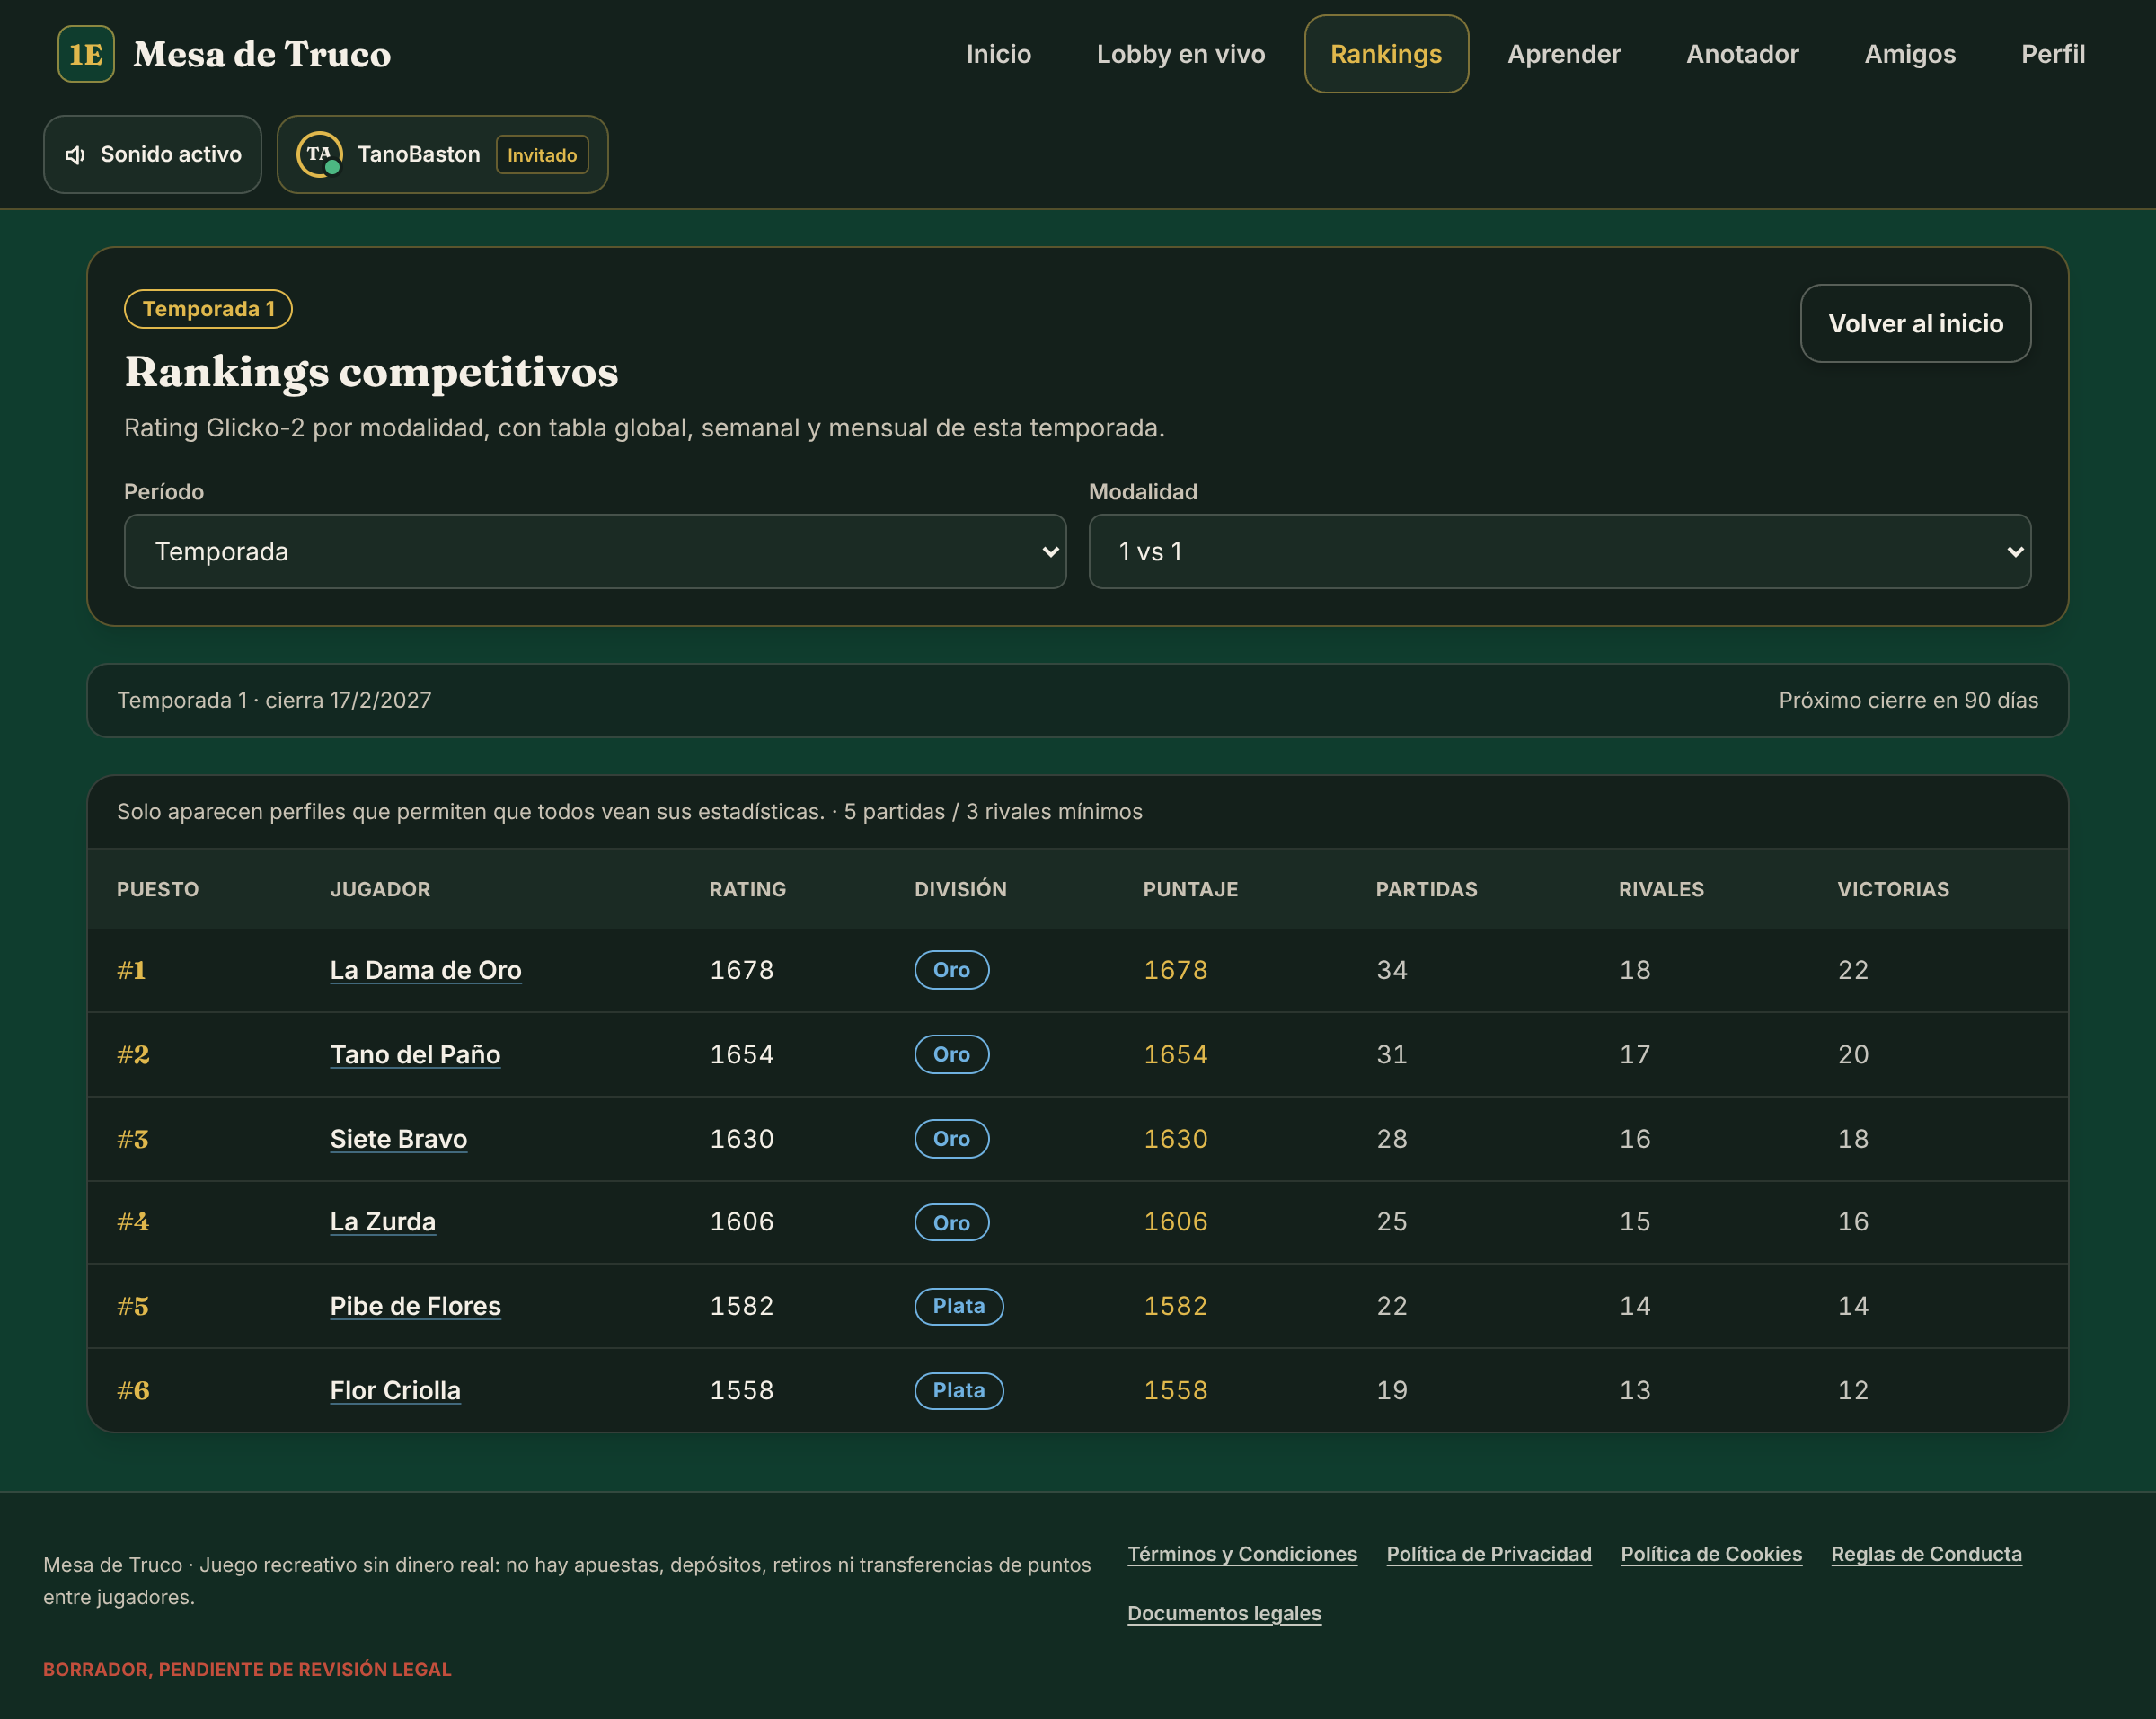 1E Mesa de Truco
Inicio Lobby en vivo Rankings Aprender Anotador Amigos Perfil
Sonido activo TA TanoBaston Invitado
Temporada 1
Volver al inicio
Rankings competitivos
Rating Glicko-2 por modalidad, con tabla global, semanal y mensual de esta temporada.
Período Modalidad
Temporada 1 vs 1
Temporada 1 · cierra 17/2/2027 Próximo cierre en 90 días
Solo aparecen perfiles que permiten que todos vean sus estadísticas. · 5 partidas / 3 rivales mínimos
PUESTO JUGADOR RATING DIVISIÓN PUNTAJE PARTIDAS RIVALES VICTORIAS
#1 La Dama de Oro 1678 Oro 1678 34 18 22
#2 Tano del Paño 1654 Oro 1654 31 17 20
#3 Siete Bravo 1630 Oro 1630 28 16 18
#4 La Zurda 1606 Oro 1606 25 15 16
#5 Pibe de Flores 1582 Plata 1582 22 14 14
#6 Flor Criolla 1558 Plata 1558 19 13 12
Mesa de Truco · Juego recreativo sin dinero real: no hay apuestas, depósitos, retiros ni transferencias de puntos
entre jugadores.
BORRADOR, PENDIENTE DE REVISIÓN LEGAL
Términos y Condiciones Política de Privacidad Política de Cookies Reglas de Conducta
Documentos legales